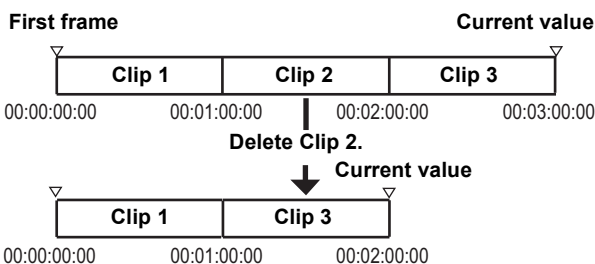 First frame Current value
Clip 1 Clip 2 Clip 3
00:00:00:00 00:01:00:00 00:02:00:00 00:03:00:00
Delete Clip 2.
Current value
Clip 1 Clip 3
00:00:00:00 00:01:00:00 00:02:00:00